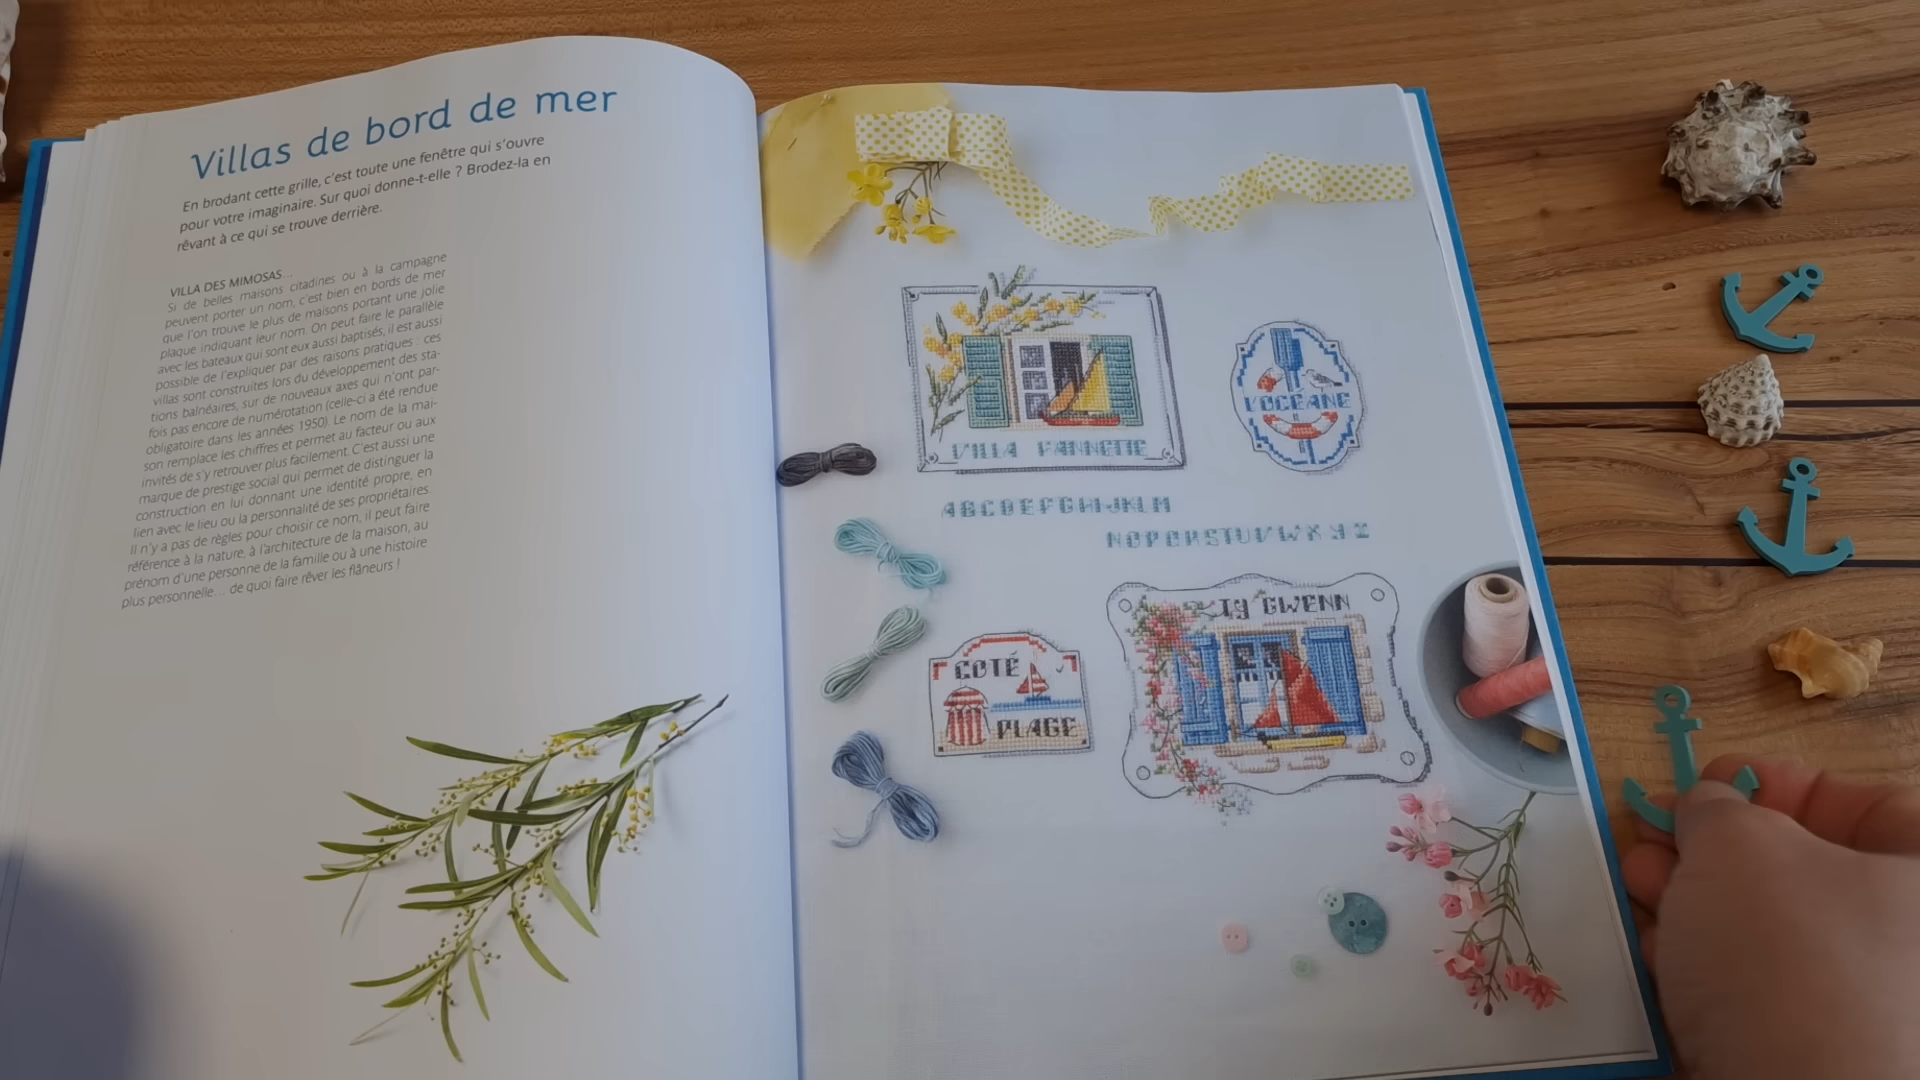 Villas de bord de mer
En brodant cette grille, c'est toute une fenêtre qui s'ouvre
pour votre imaginaire. Sur quoi donne-t-elle ? Brodez-la en
rêvant à ce qui se trouve derrière.
VILLA DES MIMOSAS...
Si de belles maisons citadines ou à la campagne
peuvent porter un nom, c'est bien en bords de mer
que l'on trouve le plus de maisons portant une jolie
plaque indiquant leur nom. On peut faire le parallèle
avec les bateaux qui sont eux aussi baptisés, il est aussi
possible de l'expliquer par des raisons pratiques : ces
villas sont construites lors du développement des sta-
tions balnéaires, sur de nouveaux axes qui n'ont par-
fois pas encore de numérotation (celle-ci a été rendue
obligatoire dans les années 1950). Le nom de la mai-
son remplace les chiffres et permet au facteur ou aux
invités de s'y retrouver plus facilement. C'est aussi une
marque de prestige social qui permet de distinguer la
construction en lui donnant une identité propre, en
lien avec le lieu ou la personnalité de ses propriétaires.
Il n'y a pas de règles pour choisir ce nom, il peut faire
référence à la nature, à l'architecture de la maison, au
prénom d'une personne de la famille ou à une histoire
plus personnelle... de quoi faire rêver les flâneurs !
VILLA FANNETTE
L'OCÉANE
ABCDEFGHIJKLM
NOPQRSTUVWXYZ
COTÉ
PLAGE
TY GWENN